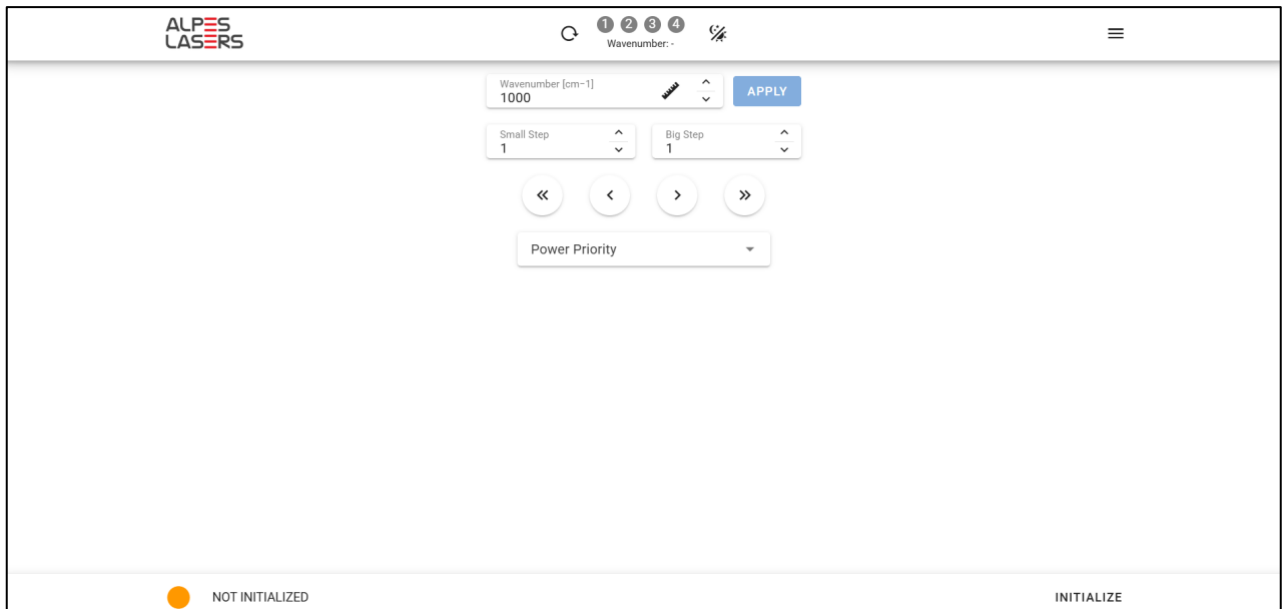 ALPES
LASERS
1 2 3 4
Wavenumber: -
Wavenumber [cm-1]
1000
APPLY
Small Step
1
Big Step
1
Power Priority
NOT INITIALIZED
INITIALIZE